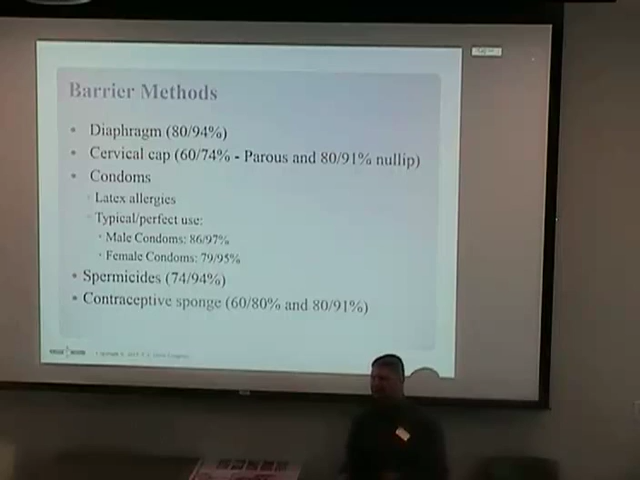 Barrier Methods
• Diaphragm (80/94%)
• Cervical cap (60/74% - Parous and 80/91% nullip)
• Condoms
Latex allergies
Typical/perfect use:
• Male Condoms: 86/97%
• Female Condoms: 79/95%
• Spermicides (74/94%)
• Contraceptive sponge (60/80% and 80/91%)